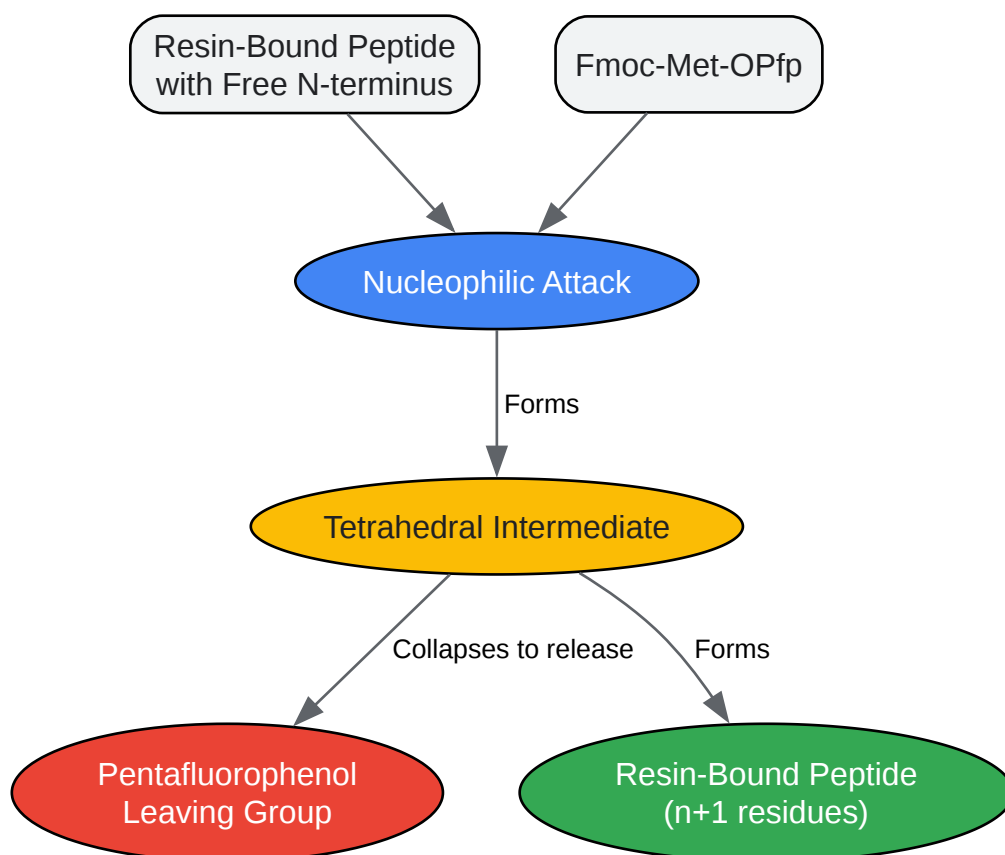 Resin-Bound Peptide
with Free N-terminus
Fmoc-Met-OPfp
Nucleophilic Attack
Forms
Tetrahedral Intermediate
Collapses to release
Forms
Pentafluorophenol
Leaving Group
Resin-Bound Peptide
(n+1 residues)